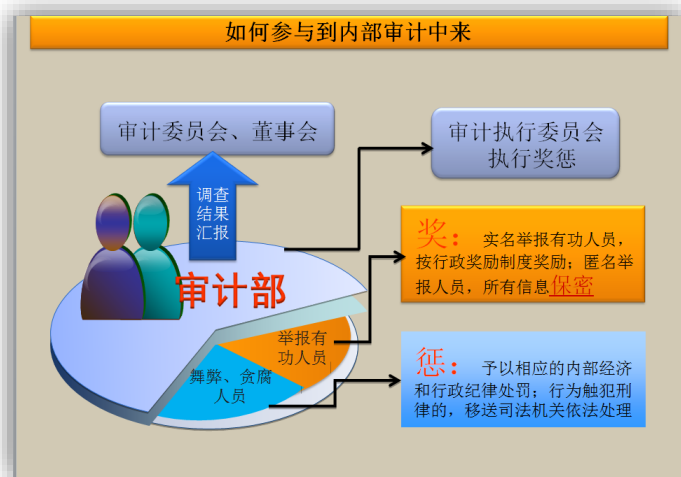 如何参与到内部审计中来
审计委员会、董事会
审计执行委员会
执行奖惩
调查
结果
汇报
审计部
奖： 实名举报有功人员，
按行政奖励制度奖励；匿名举
报人员，所有信息保密
举报有
功人员
舞弊、贪腐
人员
惩： 予以相应的内部经济
和行政纪律处罚；行为触犯刑
律的，移送司法机关依法处理